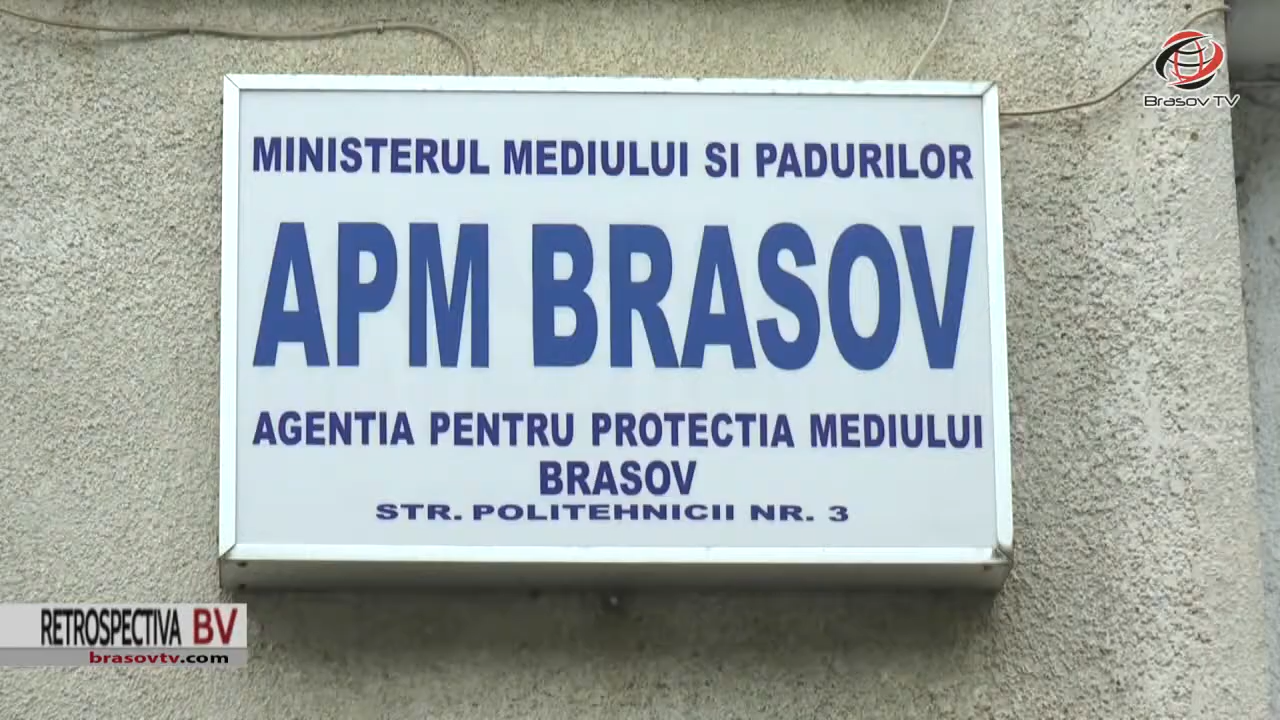 Brasov TV
MINISTERUL MEDIULUI SI PADURILOR
APM BRASOV
AGENTIA PENTRU PROTECTIA MEDIULUI
BRASOV
STR. POLITEHNICII NR. 3
RETROSPECTIVA BV
brasovtv.com